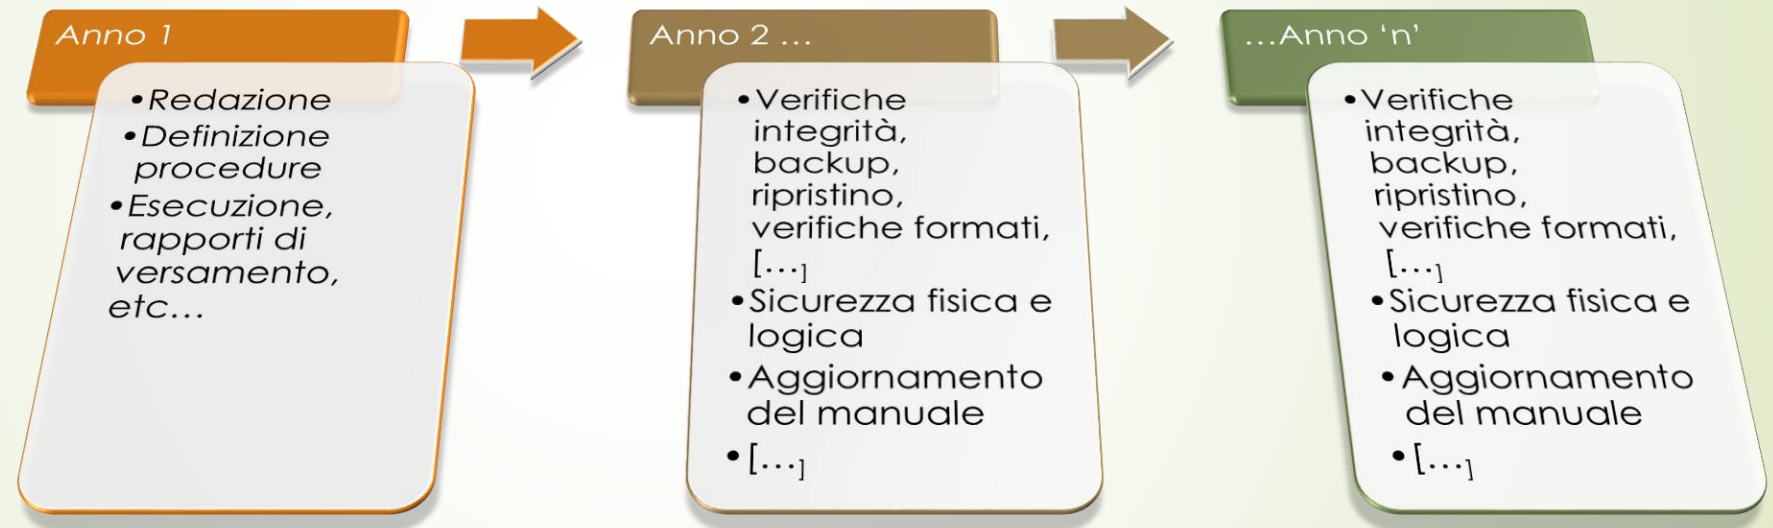 Anno 1
•Redazione
•Definizione
procedure
•Esecuzione,
rapporti di
versamento,
etc…
Anno 2 …
•Verifiche
integrità,
backup,
ripristino,
verifiche formati,
[…]
•Sicurezza fisica e
logica
•Aggiornamento
del manuale
•[…]
…Anno ‘n’
•Verifiche
integrità,
backup,
ripristino,
verifiche formati,
[…]
•Sicurezza fisica e
logica
•Aggiornamento
del manuale
•[…]